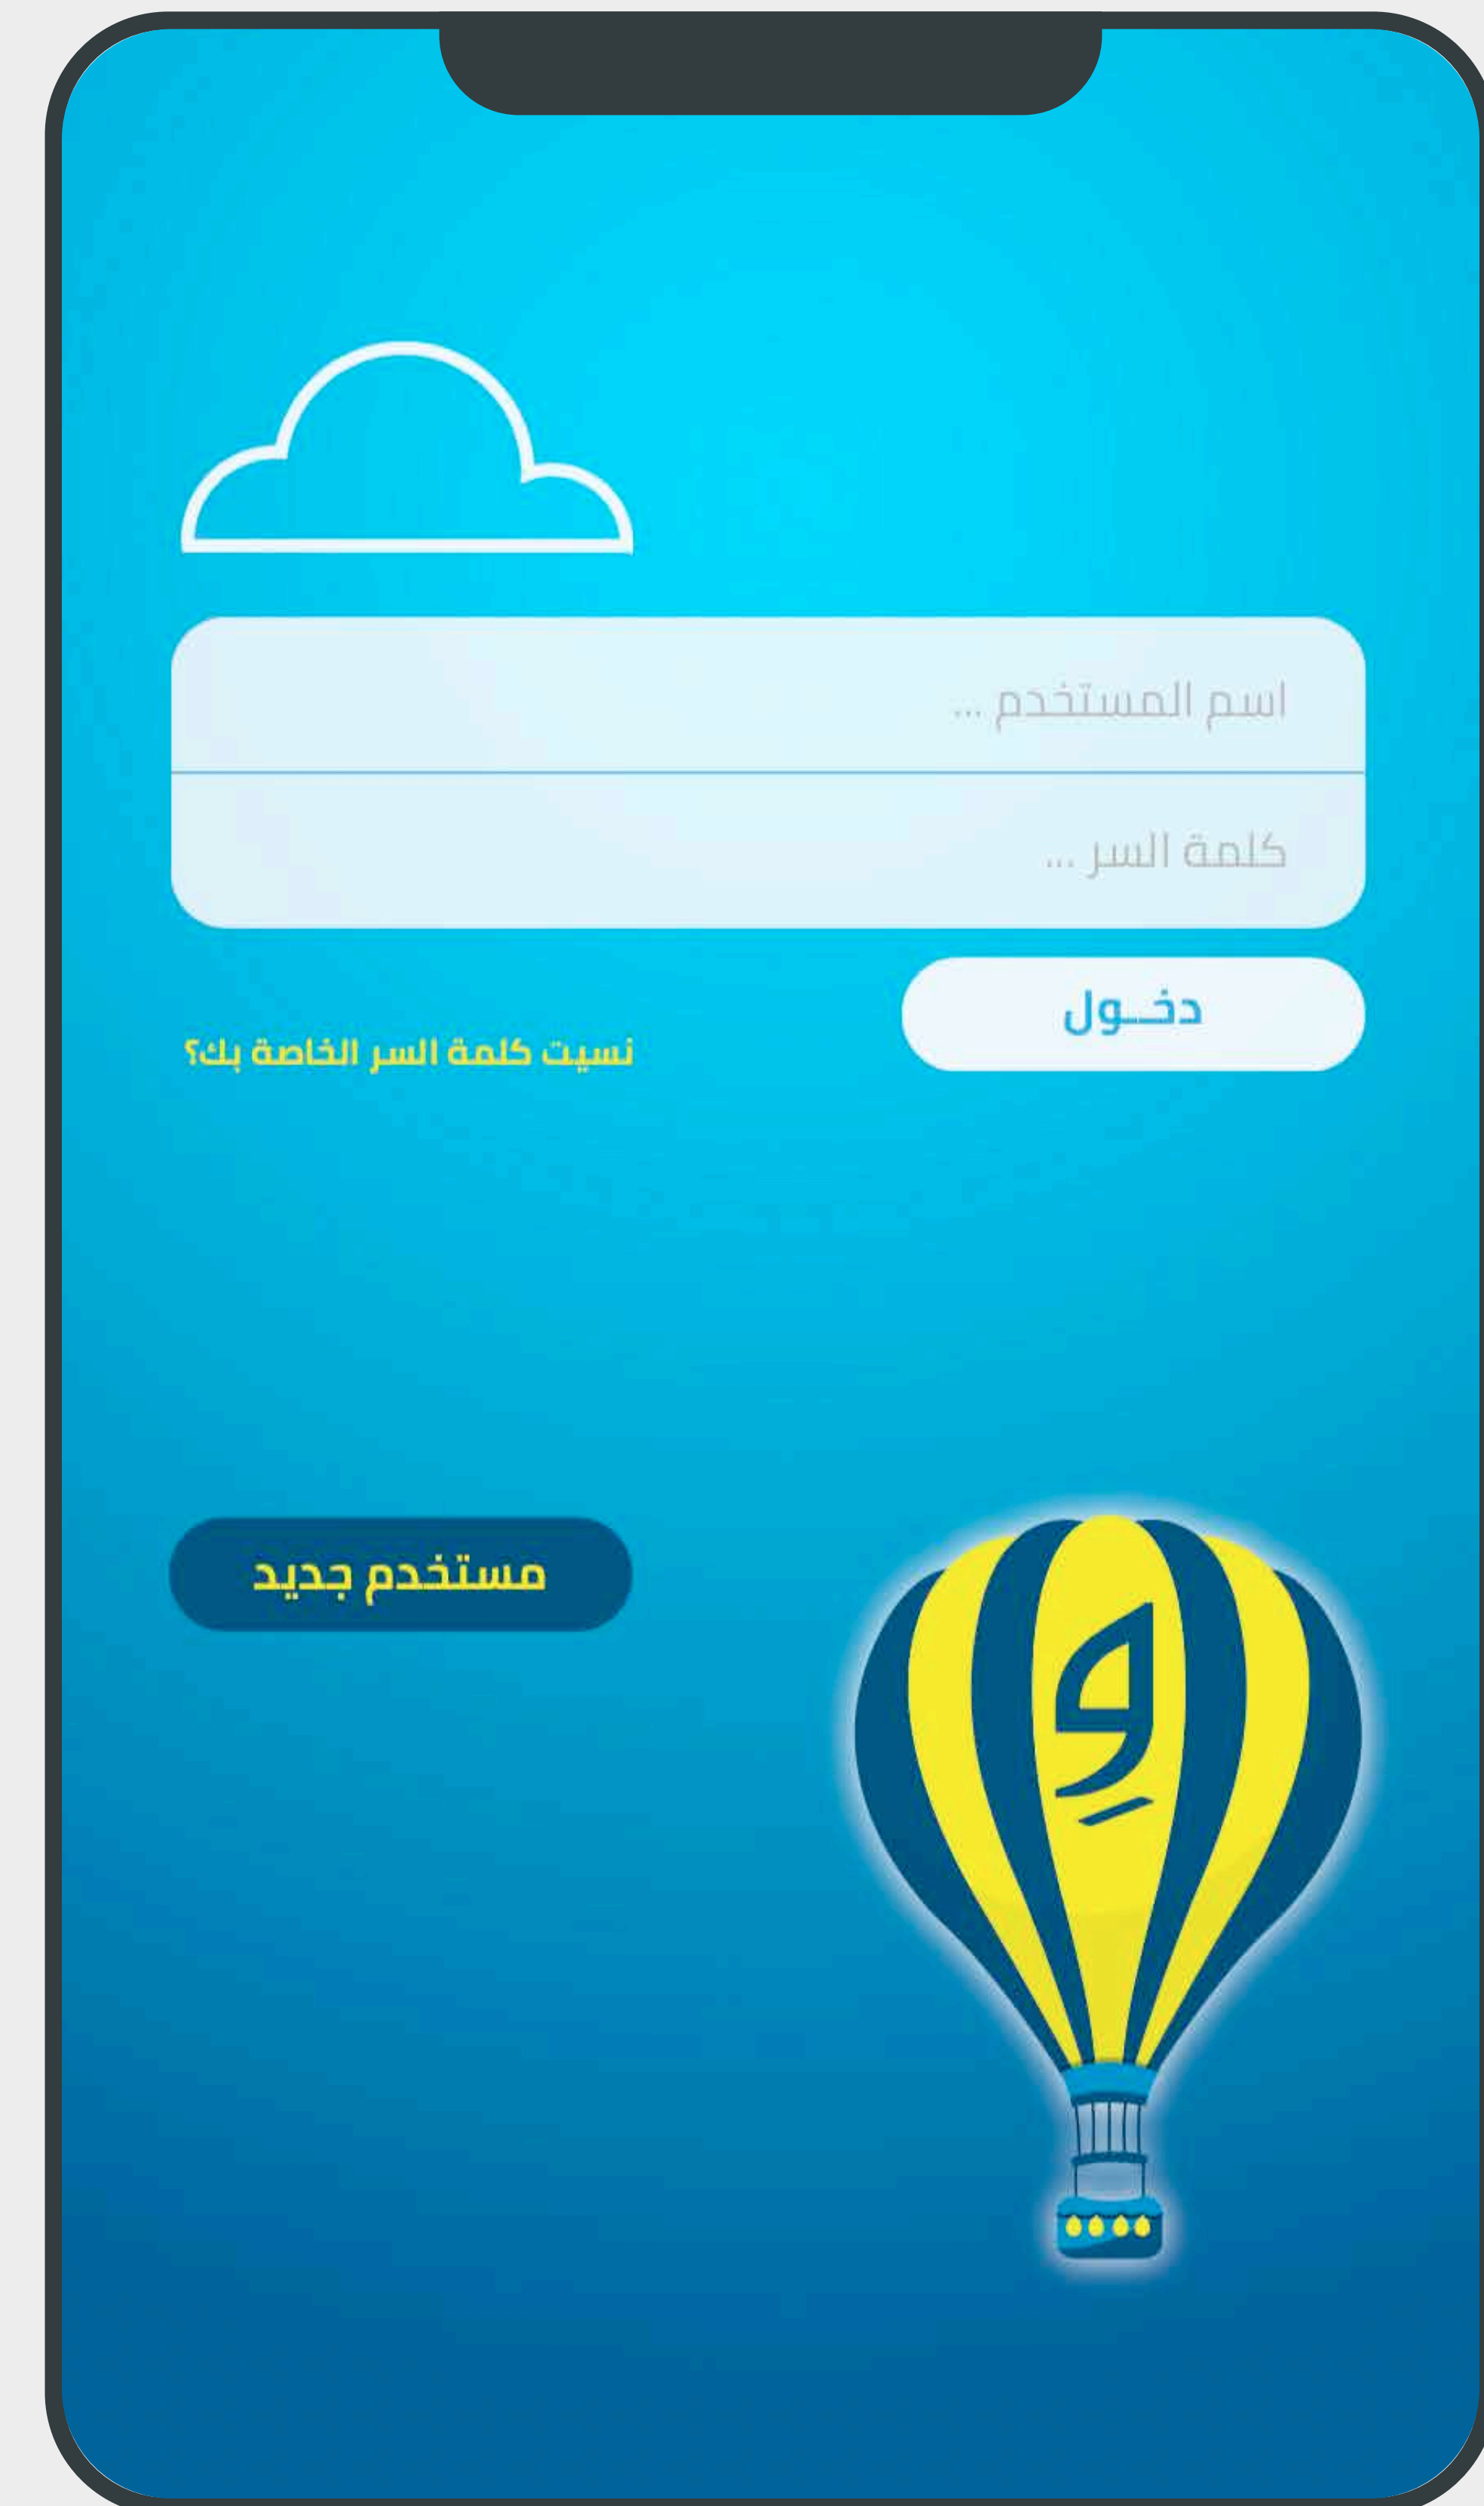 اسم المستخدم ...
كلمة السر ...
دخــول
نسيت كلمة السر الخاصة بك؟
مستخدم جديد
وِ